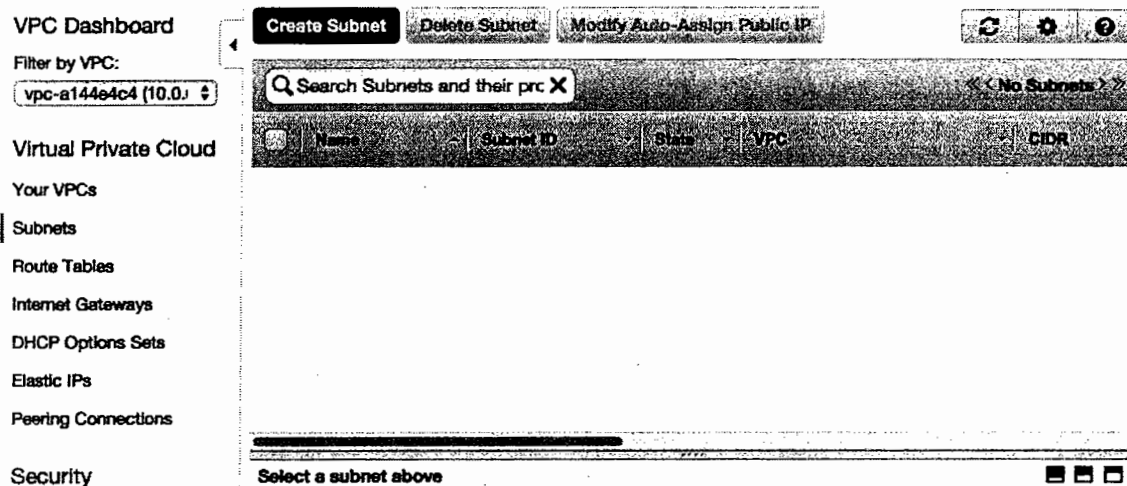 VPC Dashboard
Filter by VPC:
vpc-a144e4c4 (10.0.
Virtual Private Cloud
Your VPCs
Subnets
Route Tables
Internet Gateways
DHCP Options Sets
Elastic IPs
Peering Connections
Security
Create Subnet Delete Subnet Modify Auto-Assign Public IP
Search Subnets and their prc X
« < No Subnets > »
Name Subnet ID State VPC CIDR
Select a subnet above